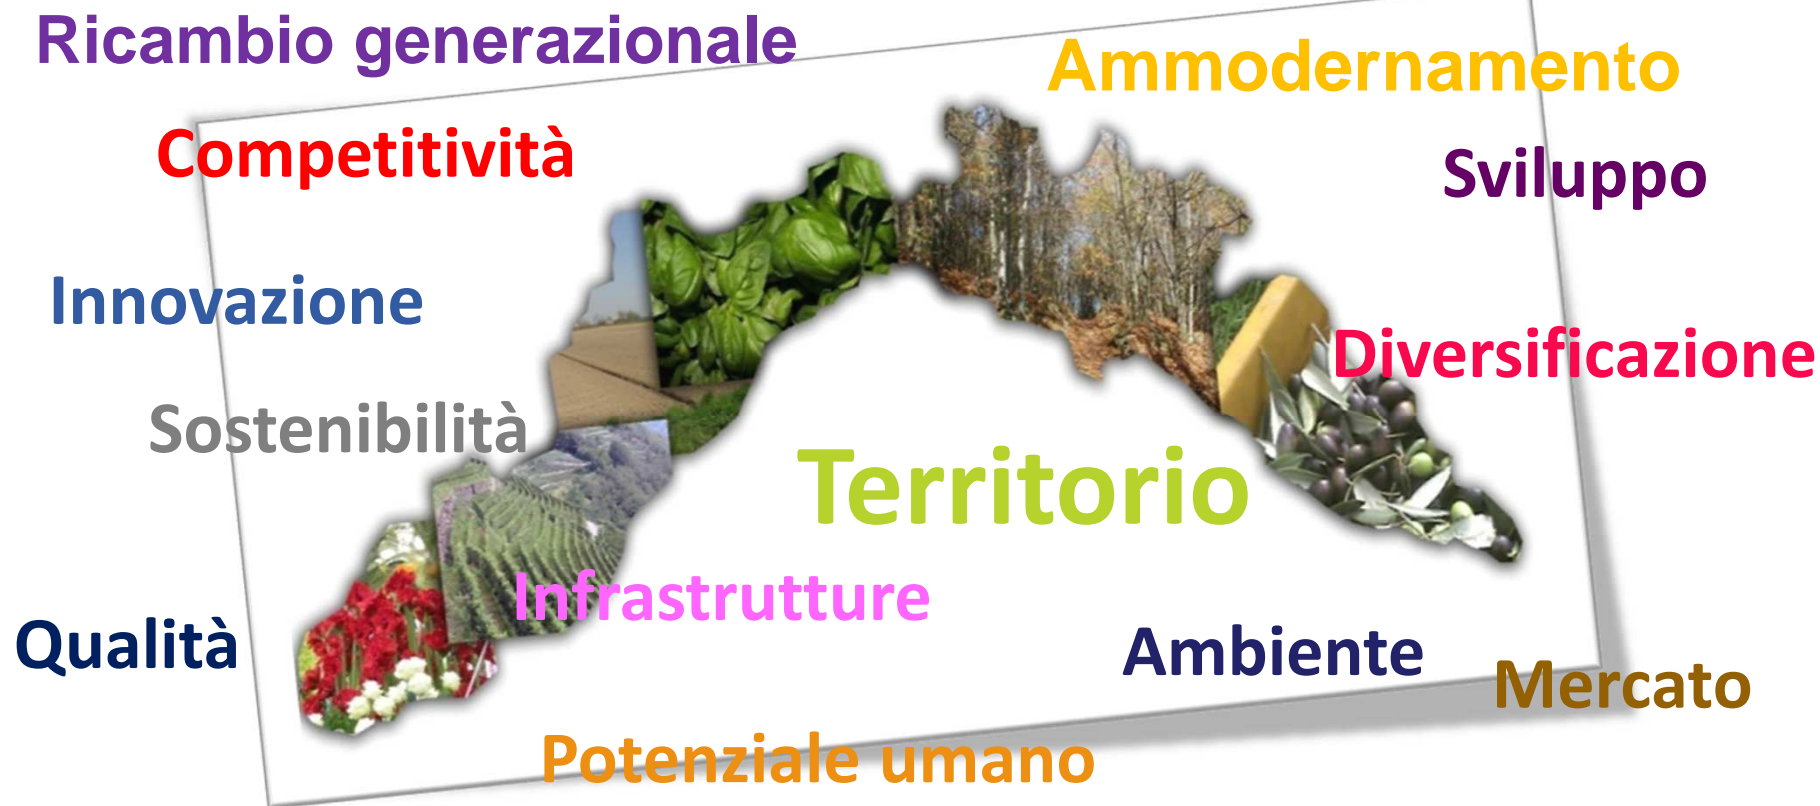 Ricambio generazionale
Ammodernamento
Competitività
Sviluppo
Innovazione
Diversificazione
Sostenibilità
Territorio
Infrastrutture
Qualità
Ambiente
Mercato
Potenziale umano